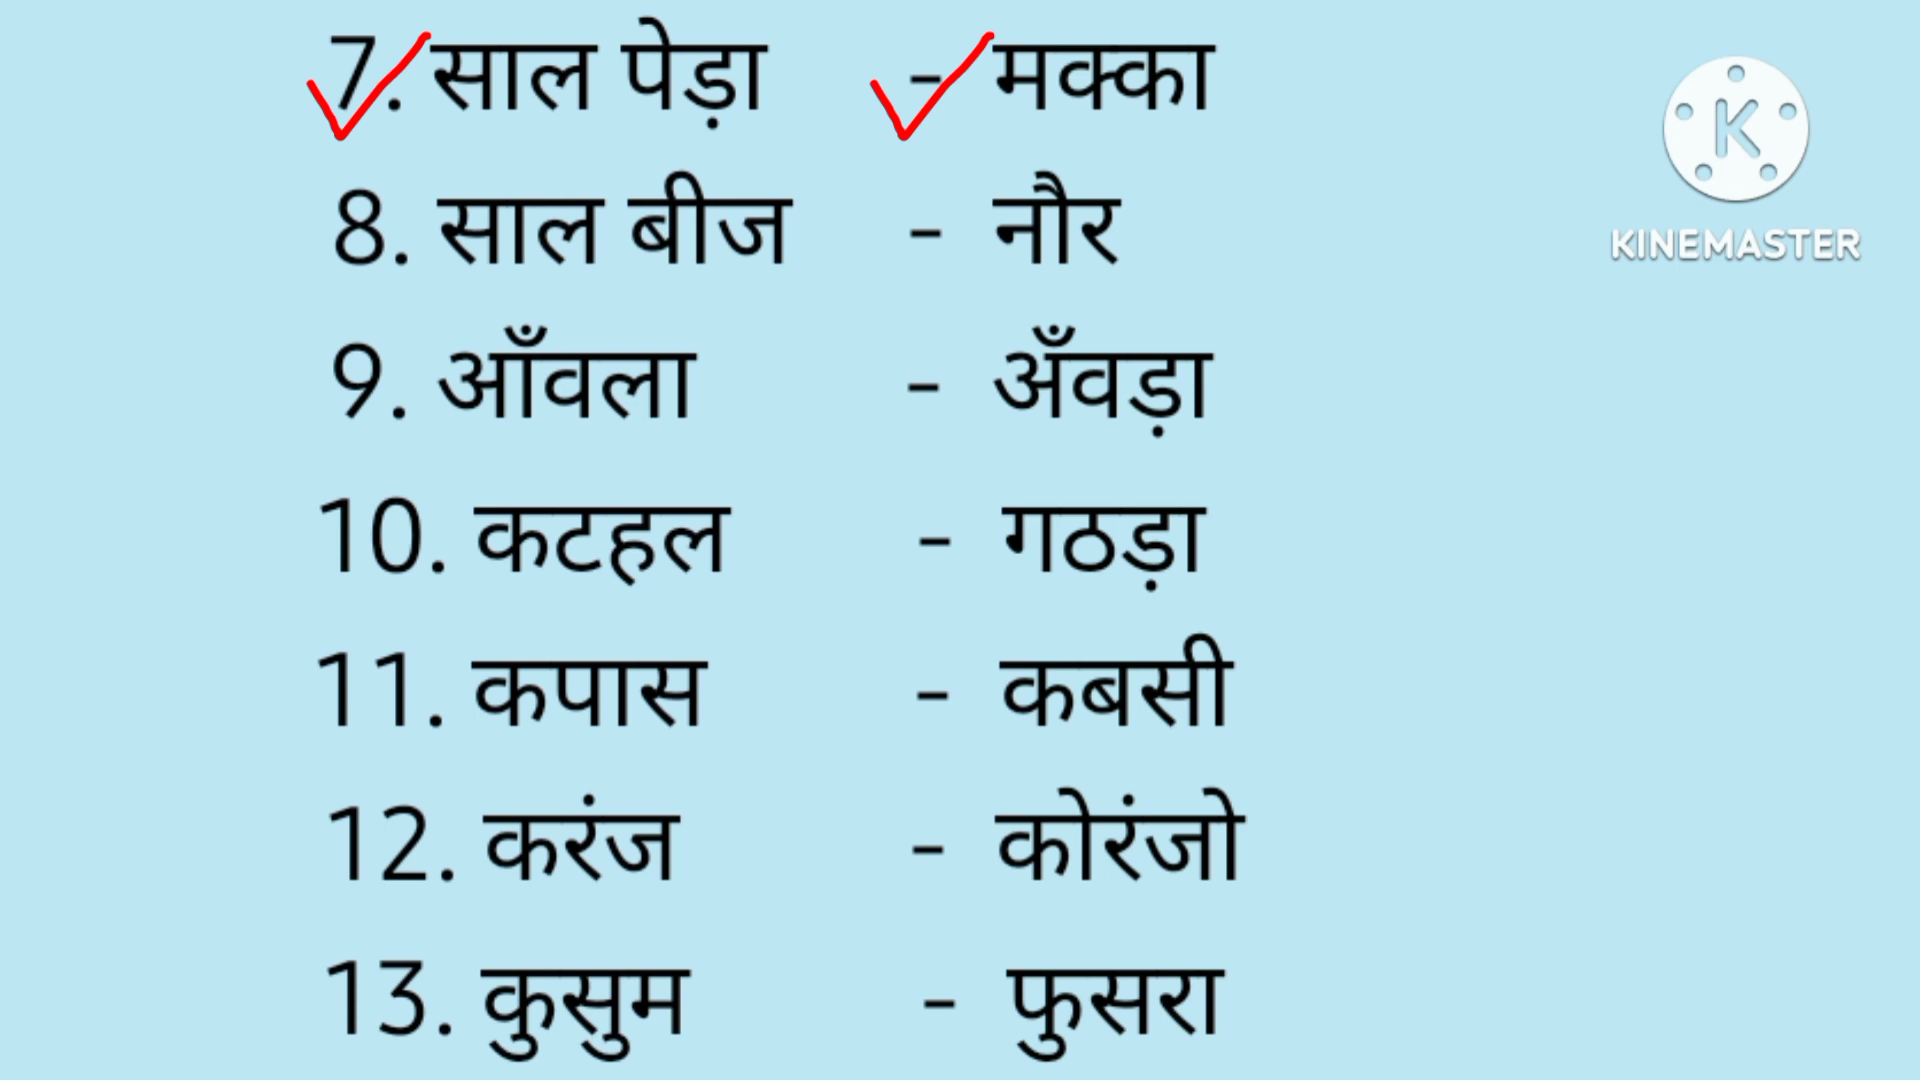 7. साल पेड़ा - मक्का
8. साल बीज - नौर
9. आँवला - अँवड़ा
10. कटहल - गठड़ा
11. कपास - कबसी
12. करंज - कोरंजो
13. कुसुम - फुसरा
K
KINEMASTER